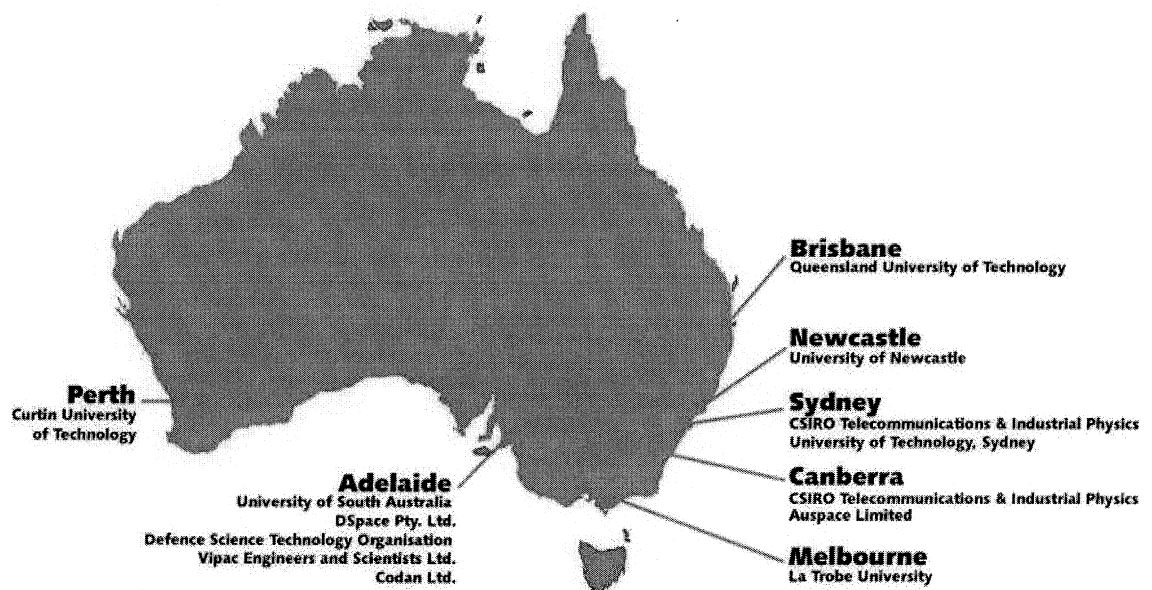 Brisbane
Queensland University of Technology
Newcastle
University of Newcastle
Perth
Curtin University
of Technology
Sydney
CSIRO Telecommunications & Industrial Physics
University of Technology, Sydney
Adelaide
University of South Australia
DSpace Pty. Ltd.
Defence Science Technology Organisation
Vipac Engineers and Scientists Ltd.
Codan Ltd.
Canberra
CSIRO Telecommunications & Industrial Physics
Auspace Limited
Melbourne
La Trobe University